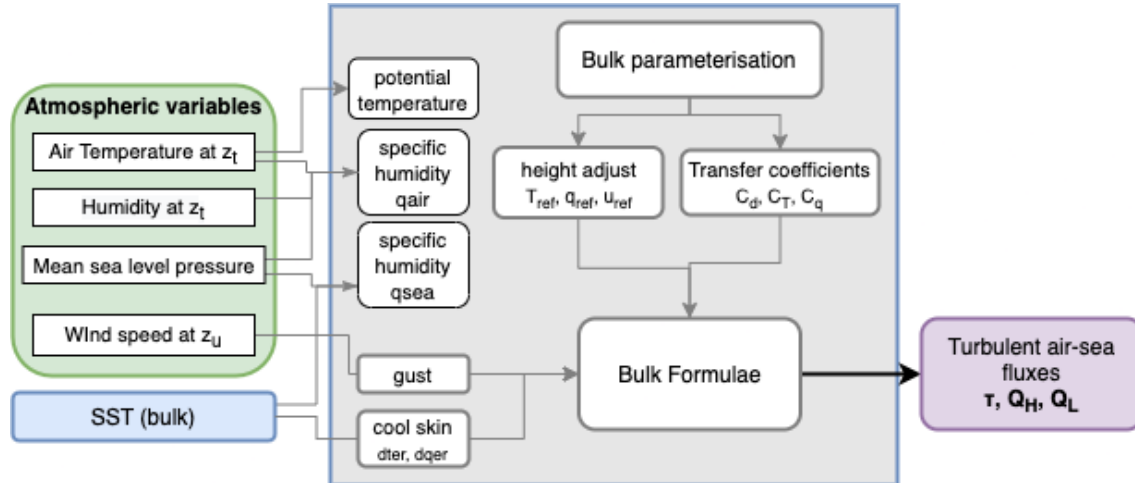 Atmospheric variables
Air Temperature at zt
Humidity at zt
Mean sea level pressure
WInd speed at zu
SST (bulk)
potential
temperature
specific
humidity
qair
specific
humidity
qsea
gust
cool skin
dter, dqer
Bulk parameterisation
height adjust
Tref, qref, uref
Transfer coefficients
Cd, CT, Cq
Bulk Formulae
Turbulent air-sea
fluxes
τ, QH, QL